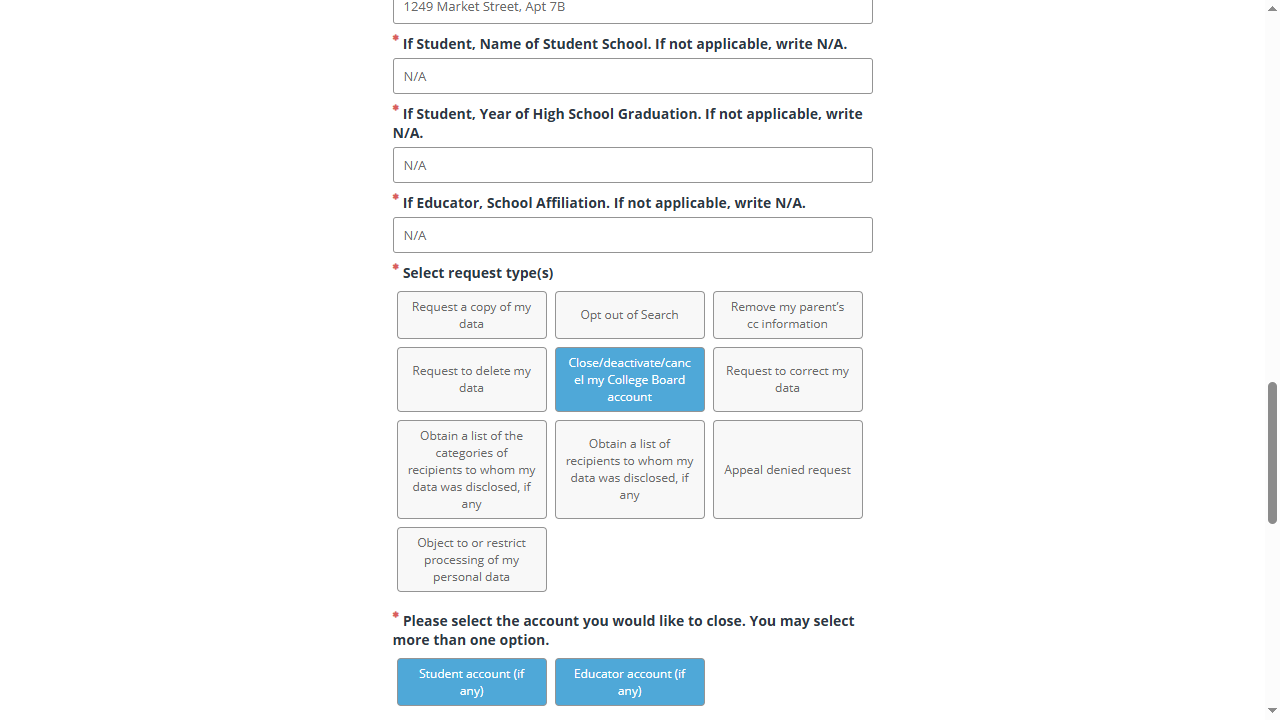 1249 Market Street, Apt 7B
* If Student, Name of Student School. If not applicable, write N/A.
N/A
* If Student, Year of High School Graduation. If not applicable, write
N/A.
N/A
* If Educator, School Affiliation. If not applicable, write N/A.
N/A
* Select request type(s)
Request a copy of my
data
Opt out of Search
Remove my parent's
cc information
Request to delete my
data
Close/deactivate/canc
el my College Board
account
Request to correct my
data
Obtain a list of the
categories of
recipients to whom my
data was disclosed, if
any
Obtain a list of
recipients to whom my
data was disclosed, if
any
Appeal denied request
Object to or restrict
processing of my
personal data
* Please select the account you would like to close. You may select
more than one option.
Student account (if
any)
Educator account (if
any)